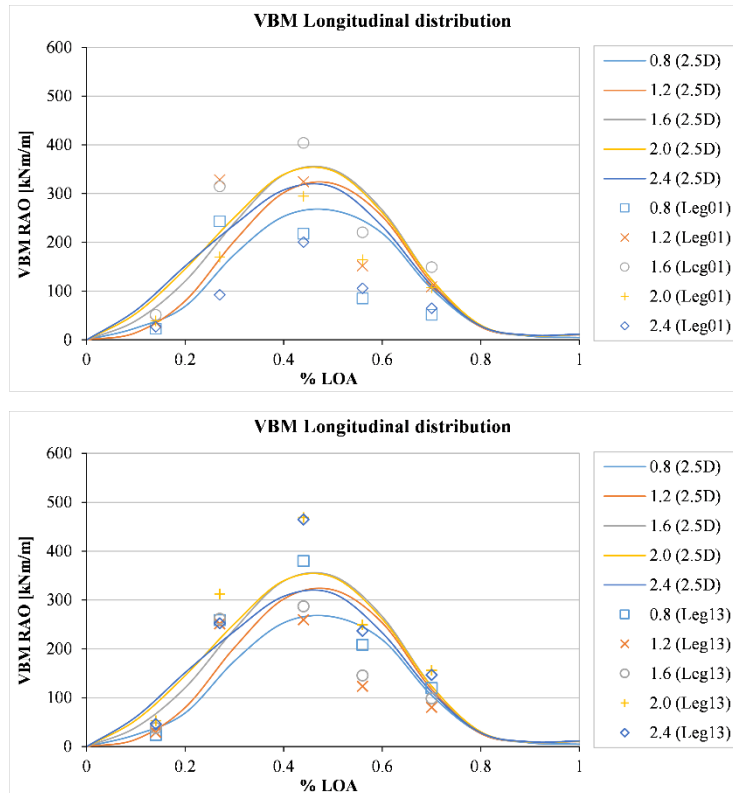 VBM Longitudinal distribution
600
500
400
300
200
100
0
VBM RAO [kNm/m]
0
0.2
0.4
0.6
0.8
1
% LOA
0.8 (2.5D)
1.2 (2.5D)
1.6 (2.5D)
2.0 (2.5D)
2.4 (2.5D)
0.8 (Leg01)
1.2 (Leg01)
1.6 (Leg01)
2.0 (Leg01)
2.4 (Leg01)
VBM Longitudinal distribution
600
500
400
300
200
100
0
VBM RAO [kNm/m]
0
0.2
0.4
0.6
0.8
1
% LOA
0.8 (2.5D)
1.2 (2.5D)
1.6 (2.5D)
2.0 (2.5D)
2.4 (2.5D)
0.8 (Leg13)
1.2 (Leg13)
1.6 (Leg13)
2.0 (Leg13)
2.4 (Leg13)